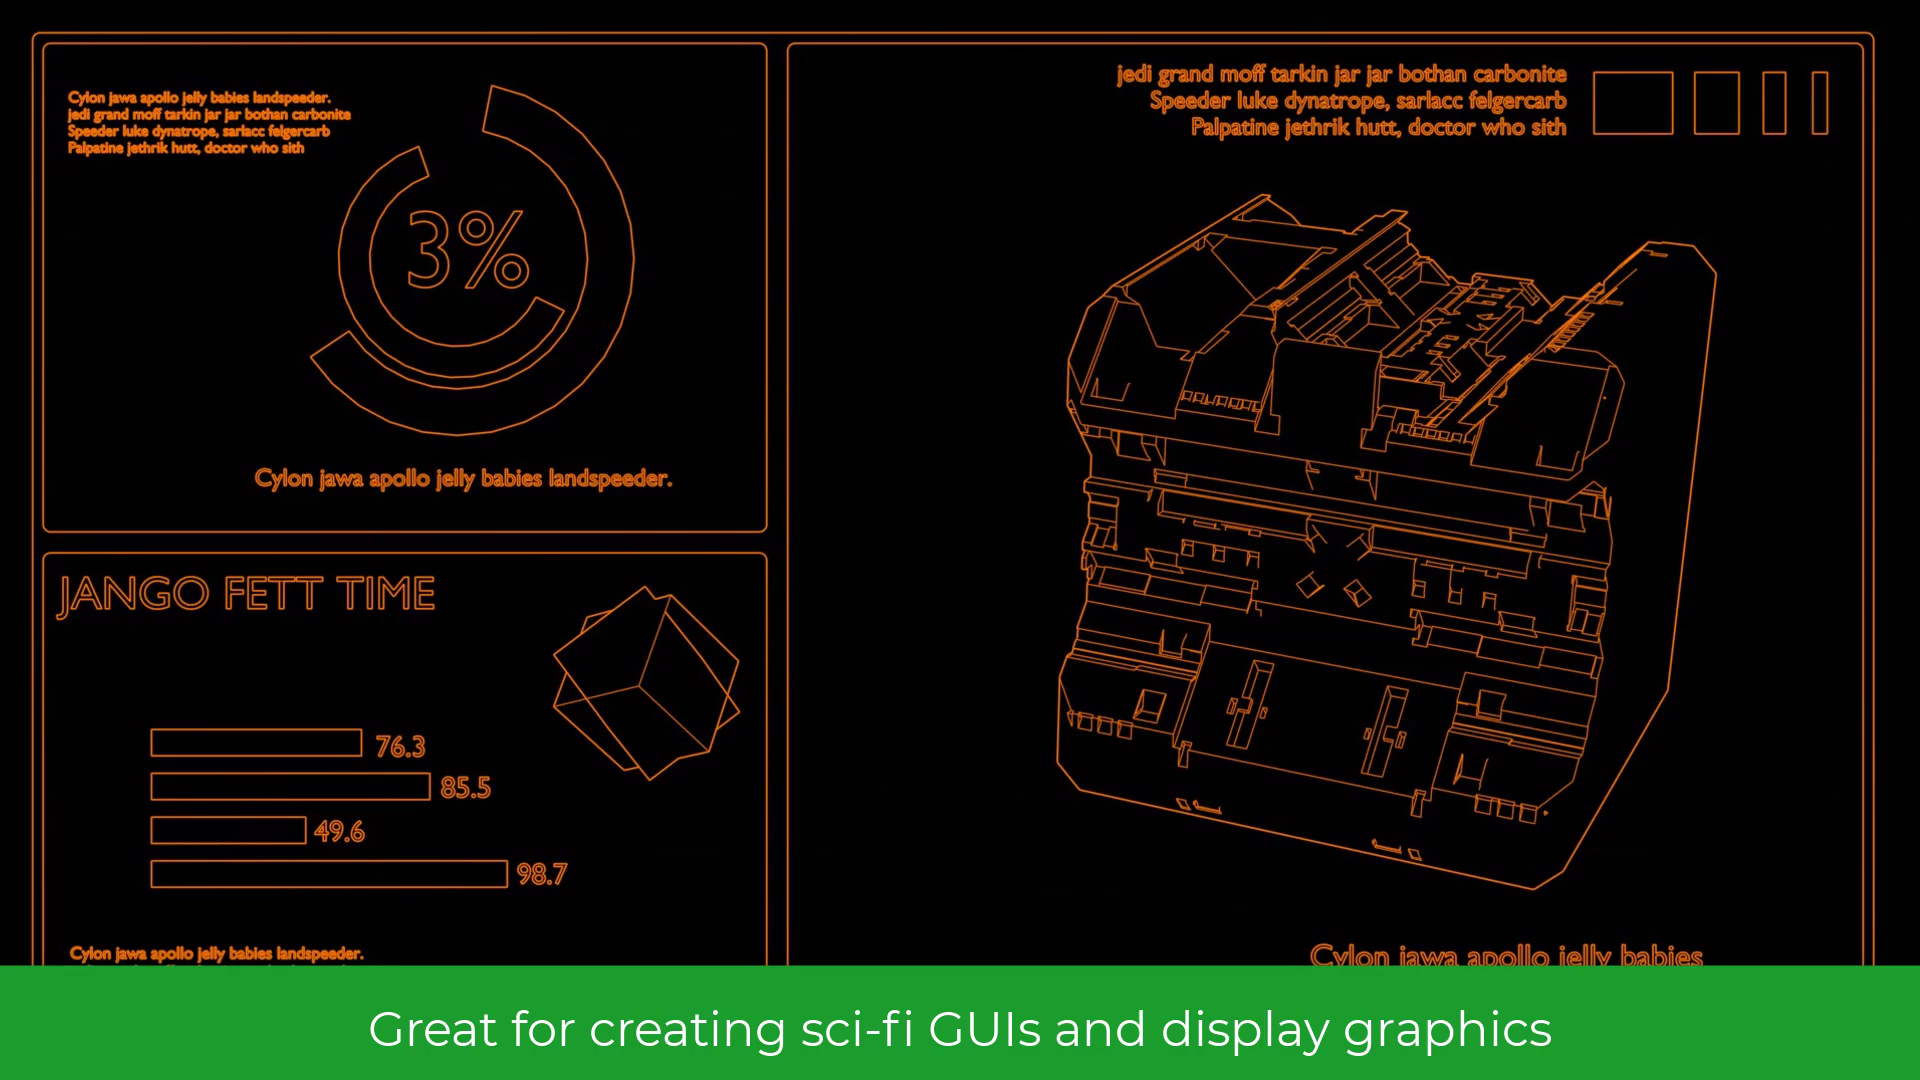 Cylon jawa apollo jelly babies landspeeder.
jedi grand moff tarkin jar jar bothan carbonite
Speeder luke dynatrope, sarlacc felgercarb
Palpatine jethrik hutt, doctor who sith
3%
Cylon jawa apollo jelly babies landspeeder.
JANGO FETT TIME
76.3
85.5
49.6
98.7
Cylon jawa apollo jelly babies landspeeder.
jedi grand moff tarkin jar jar bothan carbonite
Speeder luke dynatrope, sarlacc felgercarb
Palpatine jethrik hutt, doctor who sith
Cylon jawa apollo jelly babies
Great for creating sci-fi GUIs and display graphics